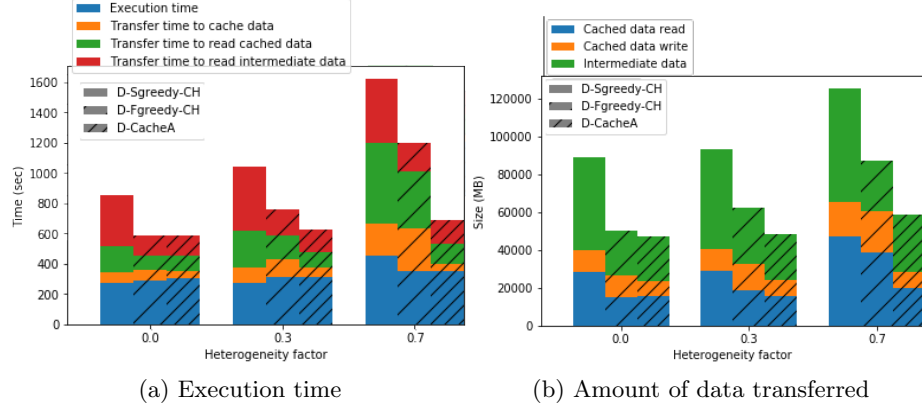 Execution time
Transfer time to cache data
Transfer time to read cached data
Transfer time to read intermediate data
D-Sgreedy-CH
D-Fgreedy-CH
D-CacheA
Time (sec)
1600
1400
1200
1000
800
600
400
200
0
0.0 0.3 0.7
Heterogeneity factor
(a) Execution time
Cached data read
Cached data write
Intermediate data
D-Sgreedy-CH
D-Fgreedy-CH
D-CacheA
Size (MB)
120000
100000
80000
60000
40000
20000
0
0.0 0.3 0.7
Heterogeneity factor
(b) Amount of data transferred